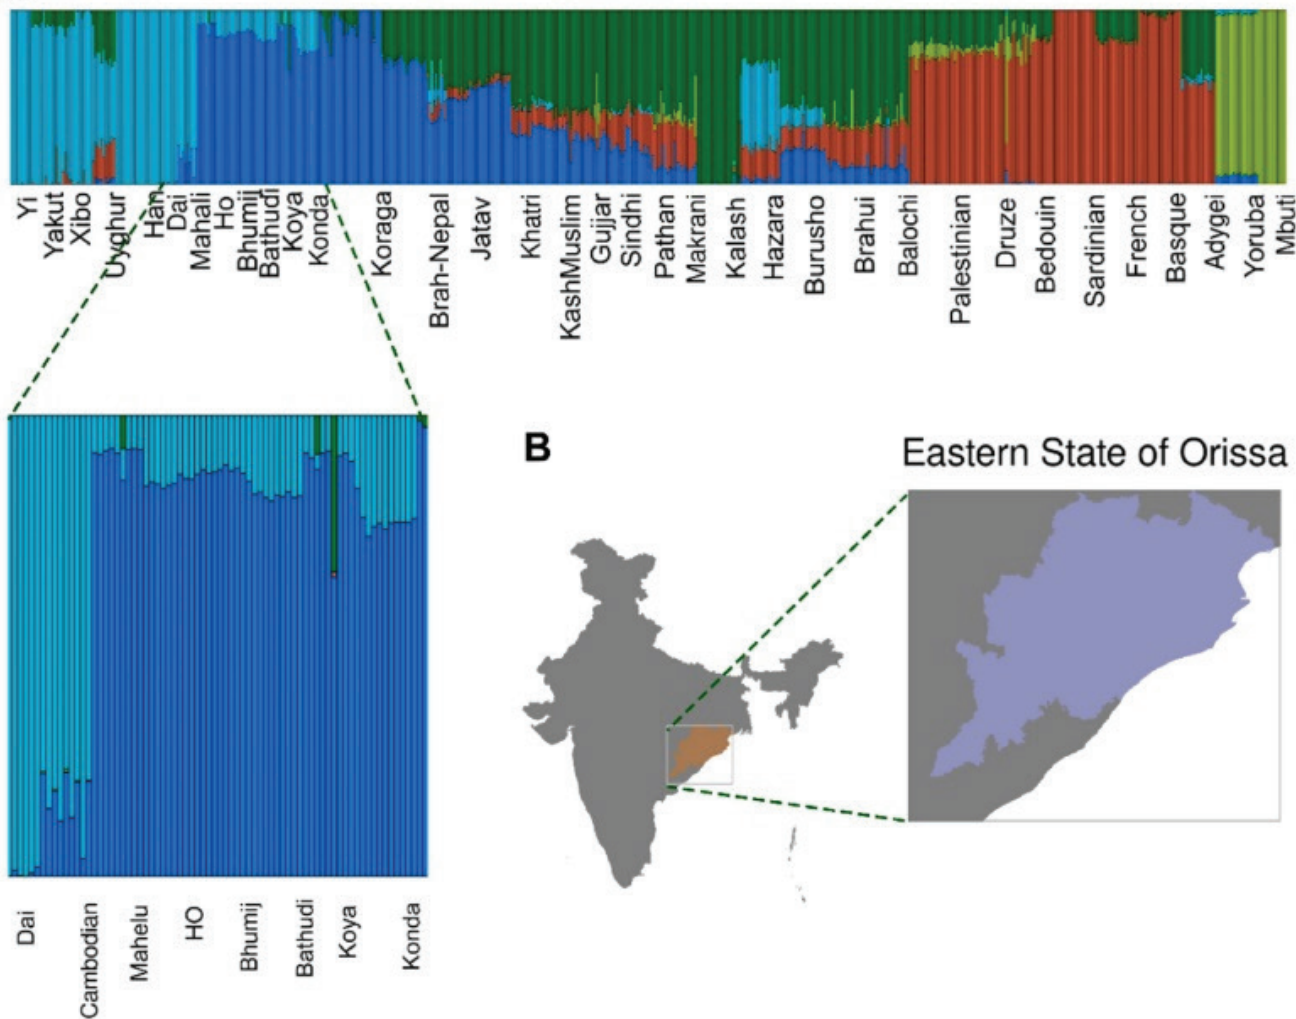 Yi
Yakut
Xibo
Uyghur
Han
Dai
Mahali
Ho
Bhumij
Bathudi
Koya
Konda
Koraga
Brah-Nepal
Jatav
Khatri
KashMuslim
Gujjar
Sindhi
Pathan
Makrani
Kalash
Hazara
Burusho
Brahui
Balochi
Palestinian
Druze
Bedouin
Sardinian
French
Basque
Adygei
Yoruba
Mbuti
B
Eastern State of Orissa
Dai
Cambodian
Mahelu
HO
Bhumij
Bathudi
Koya
Konda